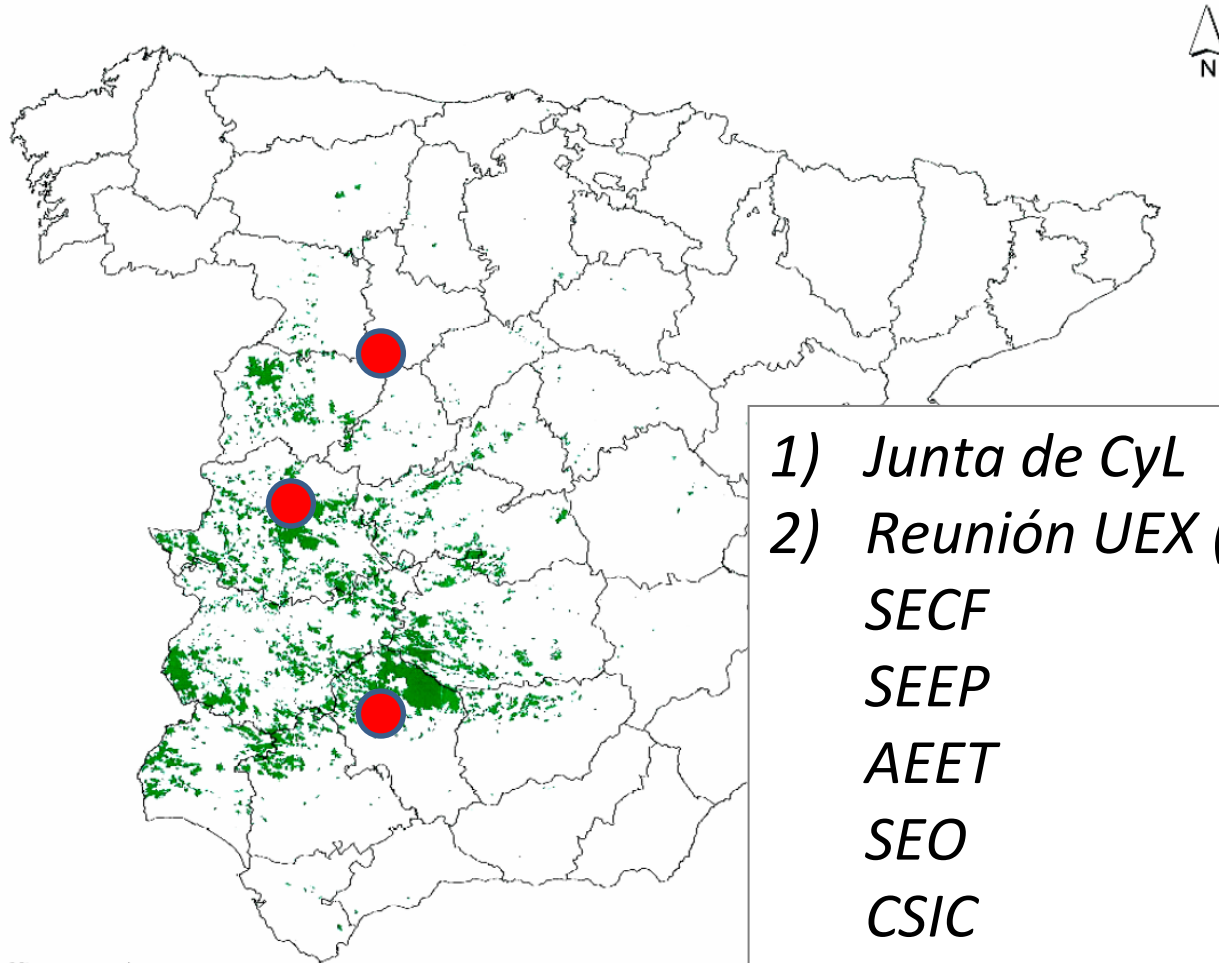 N
1) Junta de CyL
2) Reunión UEX (
SECF
SEEP
AEET
SEO
CSIC